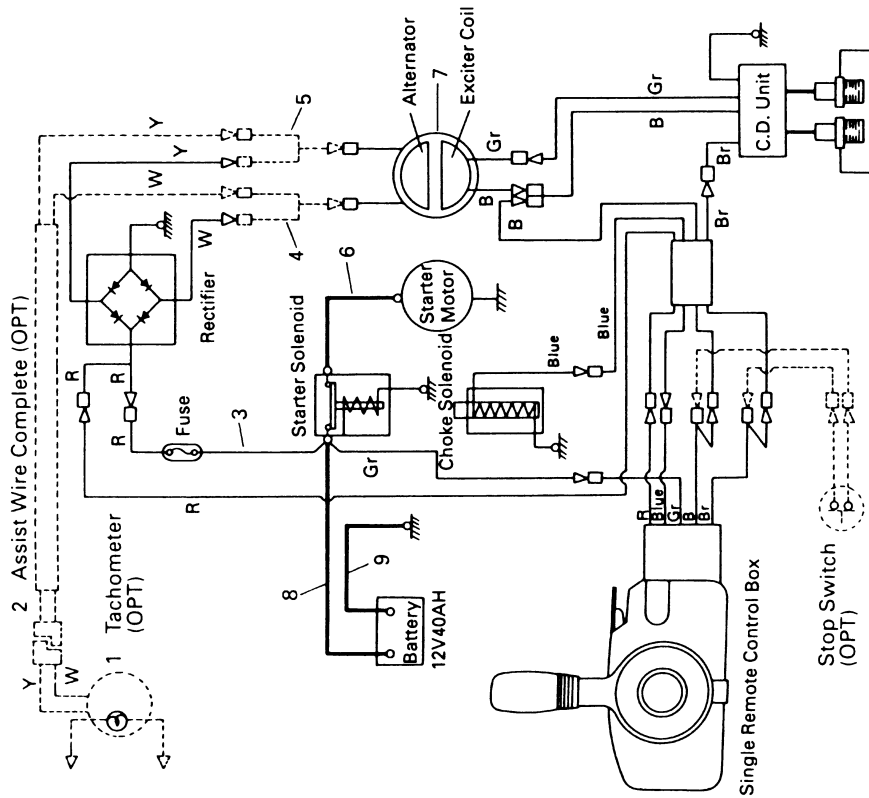 2 Assist Wire Complete (OPT)
1 Tachometer
(OPT)
Y
W
Y
Y
W
W
5
4
Alternator
7
Exciter Coil
Rectifier
R
R
R
R
Fuse
3
Starter Solenoid
6
Starter
Motor
Gr
Choke Solenoid
Blue
Blue
Gr
B
B
Gr
B
Br
Br
C.D. Unit
8
9
Battery
12V40AH
R
Blue
Gr
B
Br
Single Remote Control Box
Stop Switch
(OPT)